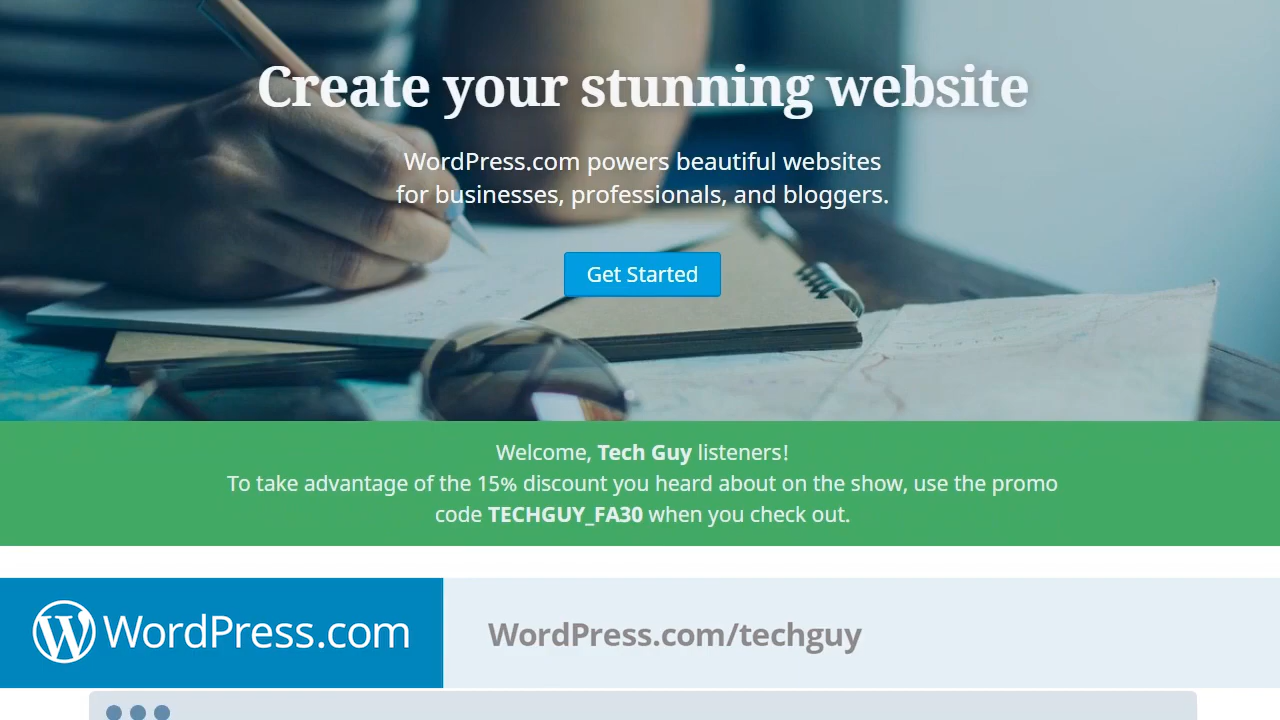 Create your stunning website
WordPress.com powers beautiful websites
for businesses, professionals, and bloggers.
Get Started
Welcome, Tech Guy listeners!
To take advantage of the 15% discount you heard about on the show, use the promo
code TECHGUY_FA30 when you check out.
WordPress.com
WordPress.com/techguy